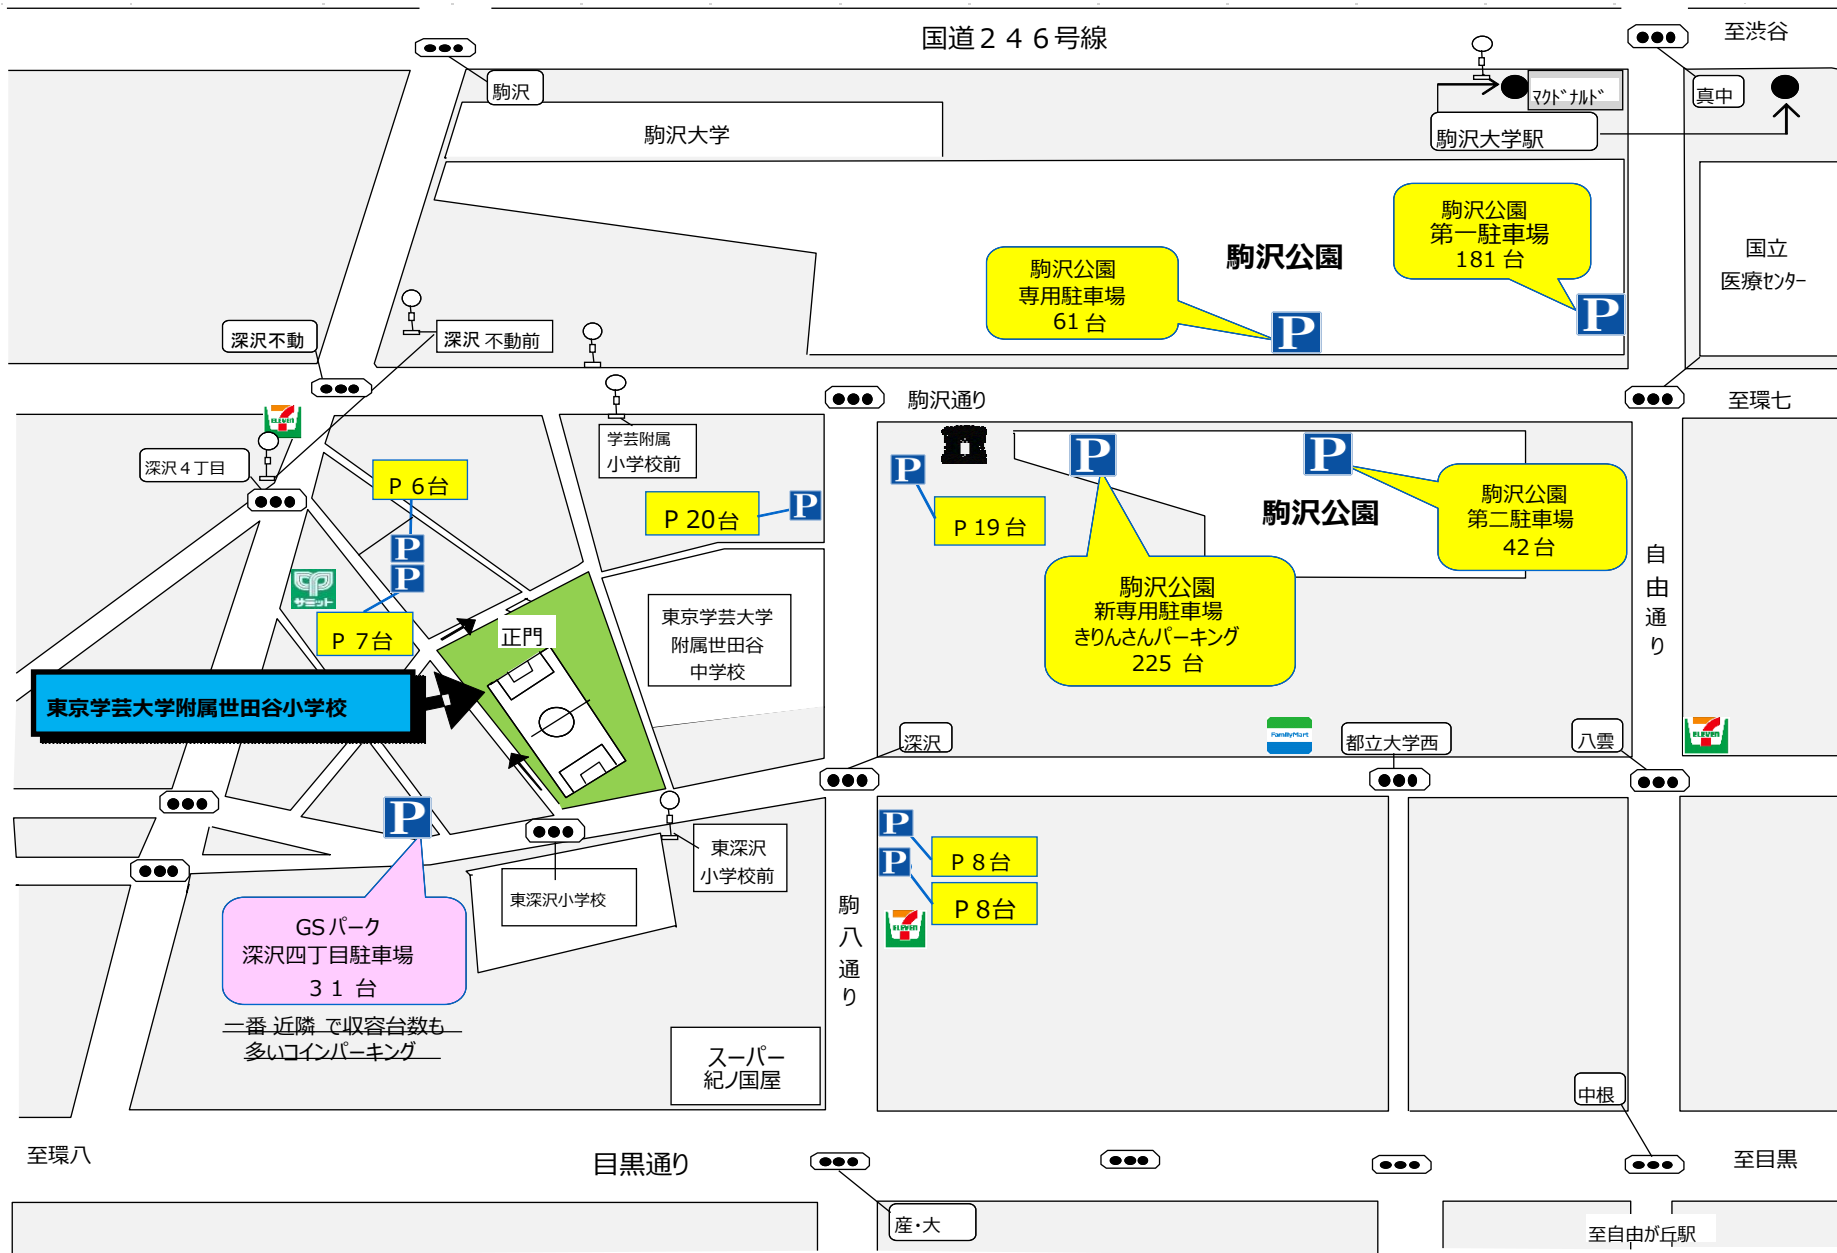 国道２４６号線
至渋谷
駒沢
ﾏｸﾄﾞﾅﾙﾄﾞ
真中
駒沢大学
駒沢大学駅
駒沢公園
第一駐車場
181 台
駒沢公園
駒沢公園
専用駐車場
61 台
国立
医療ｾﾝﾀｰ
深沢不動
深沢 不動前
駒沢通り
至環七
学芸附属
小学校前
深沢４丁目
P 6台
P 20台
P 19 台
駒沢公園
駒沢公園
第二駐車場
42 台
サミット
P 7台
正門
東京学芸大学
附属世田谷
中学校
駒沢公園
新専用駐車場
きりんさんパーキング
225 台
自由通り
東京学芸大学附属世田谷小学校
深沢
FamilyMart
都立大学西
八雲
ELEVEN
東深沢
小学校前
P 8台
P 8台
東深沢小学校
GSパーク
深沢四丁目駐車場
３１ 台
一番 近隣 で収容台数も
多いコインパーキング
駒八通り
スーパー
紀ノ国屋
中根
至環八
目黒通り
至目黒
産・大
至自由が丘駅